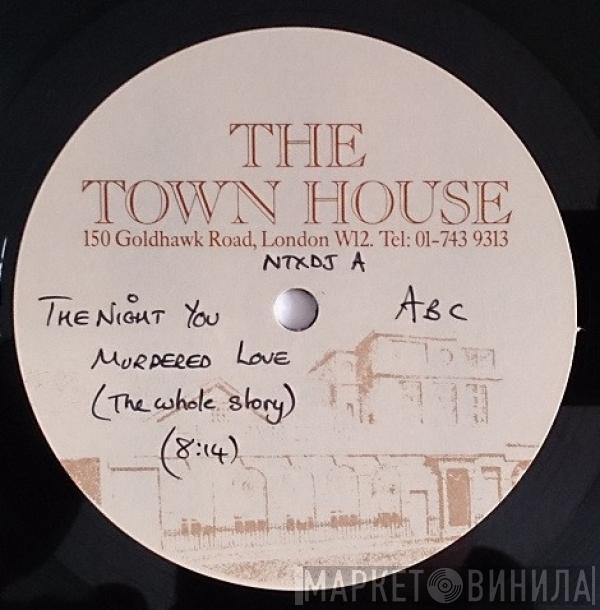 THE
TOWN HOUSE
150 Goldhawk Road, London W12. Tel: 01-743 9313
NTXDJ A
THE NIGHT YOU
MURDERED LOVE
(The whole story)
(8:14)
ABC
МАРКЕТ ВИНИЛА